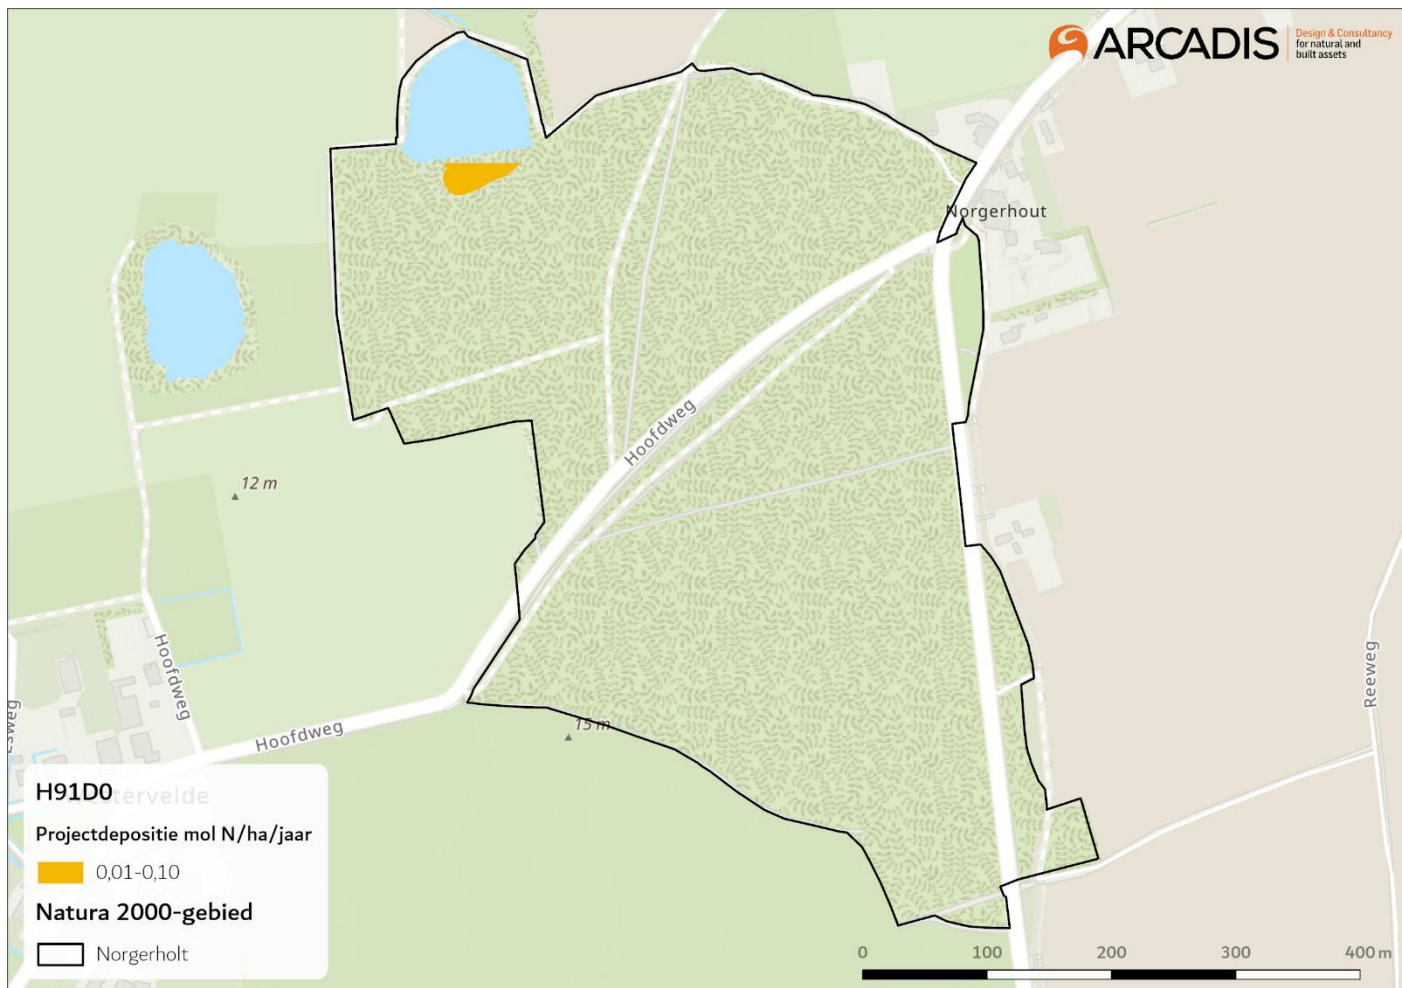 ARCADIS
Design & Consultancy
for natural and
built assets
Norgerhout
Hoofdweg
12 m
Hoofdweg
Reeweg
15 m
Hoofdweg
H91D0
Projectdepositie mol N/ha/jaar
0,01-0,10
Natura 2000-gebied
Norgerholt
0 100 200 300 400 m